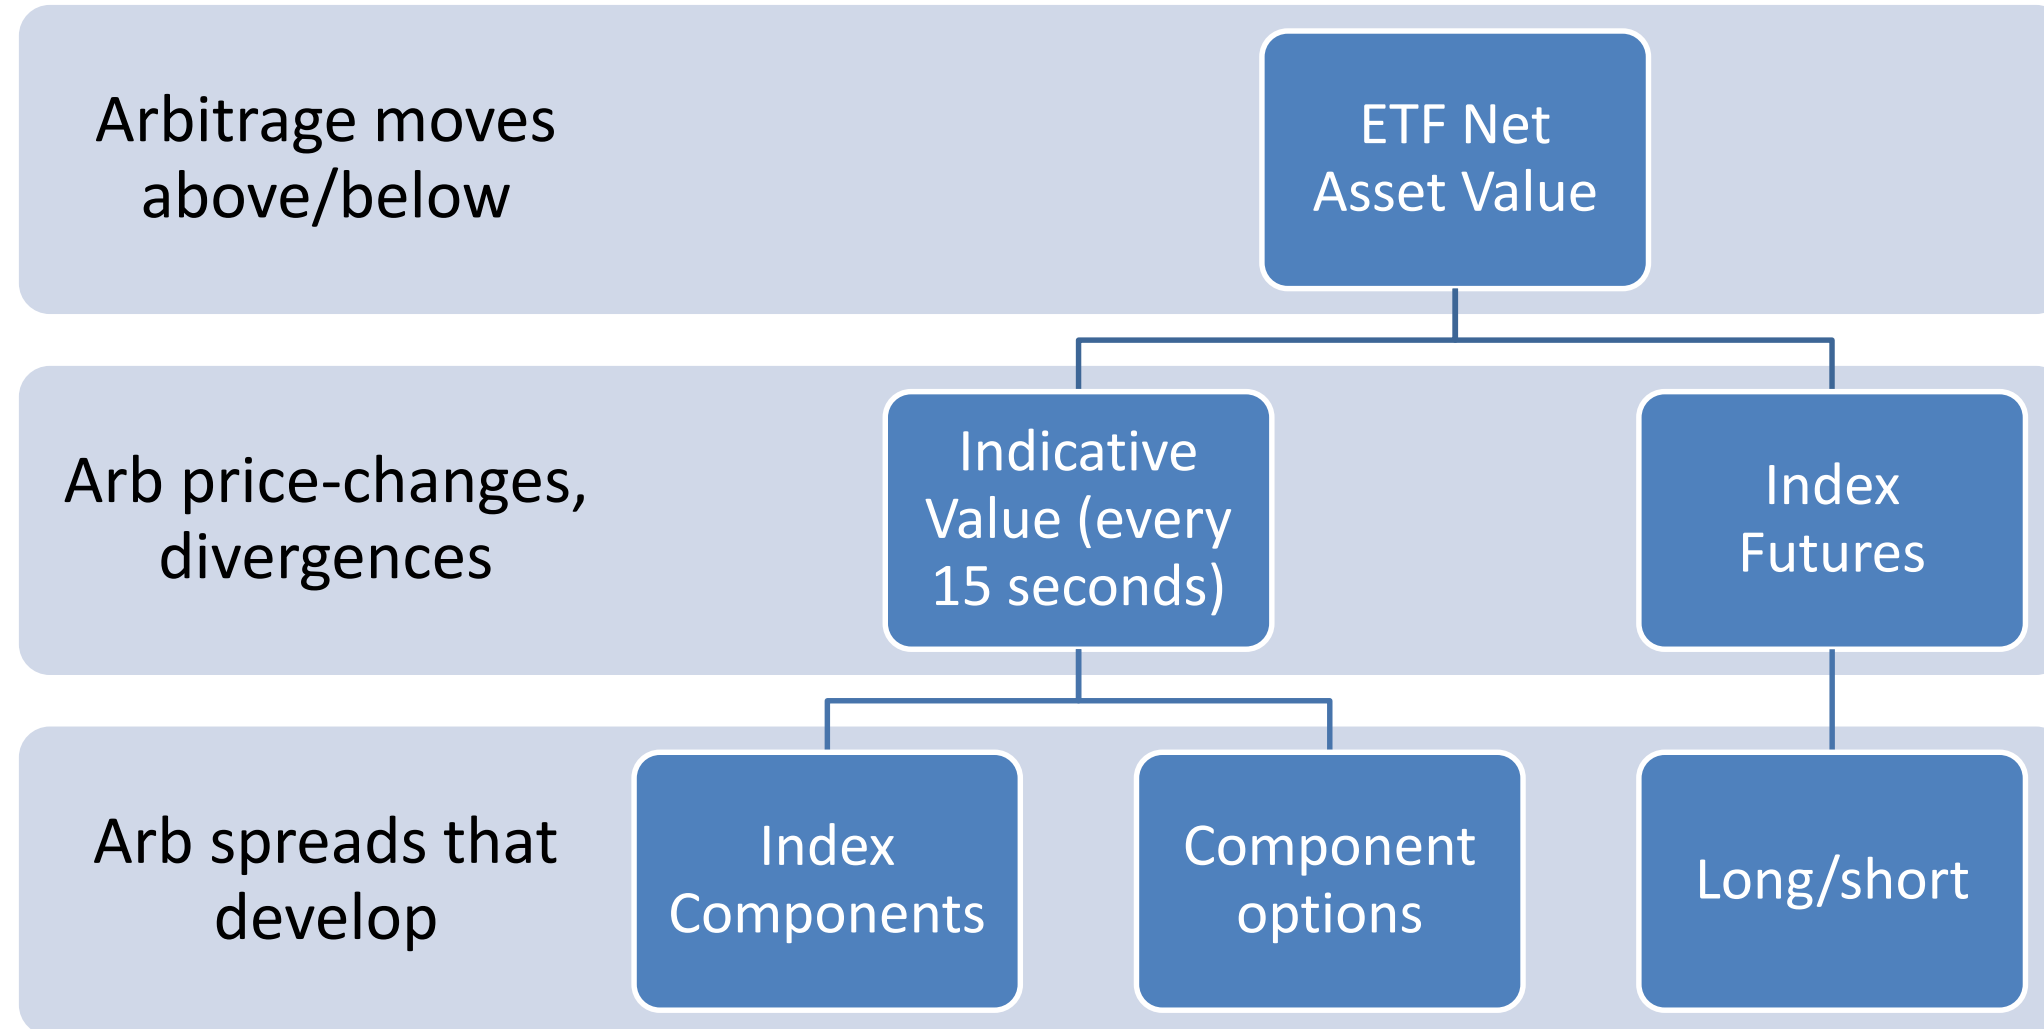 Arbitrage moves
above/below
ETF Net
Asset Value
Arb price-changes,
divergences
Indicative
Value (every
15 seconds)
Index
Futures
Arb spreads that
develop
Index
Components
Component
options
Long/short